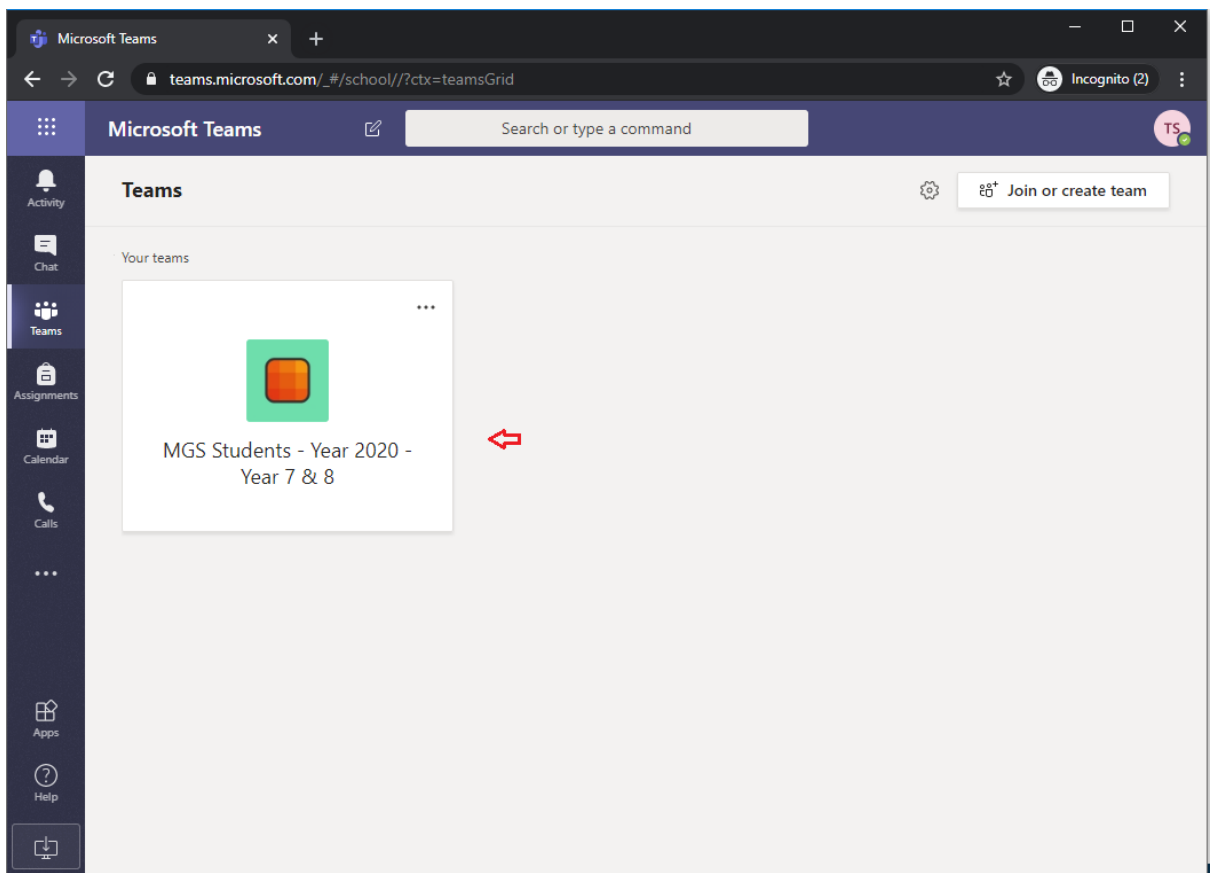 Microsoft Teams
teams.microsoft.com/_#/school//?ctx=teamsGrid
Incognito (2)
Microsoft Teams
Search or type a command
TS
Activity
Teams
Join or create team
Chat
Your teams
Teams
Assignments
MGS Students - Year 2020 -
Year 7 & 8
Calendar
Calls
Apps
Help